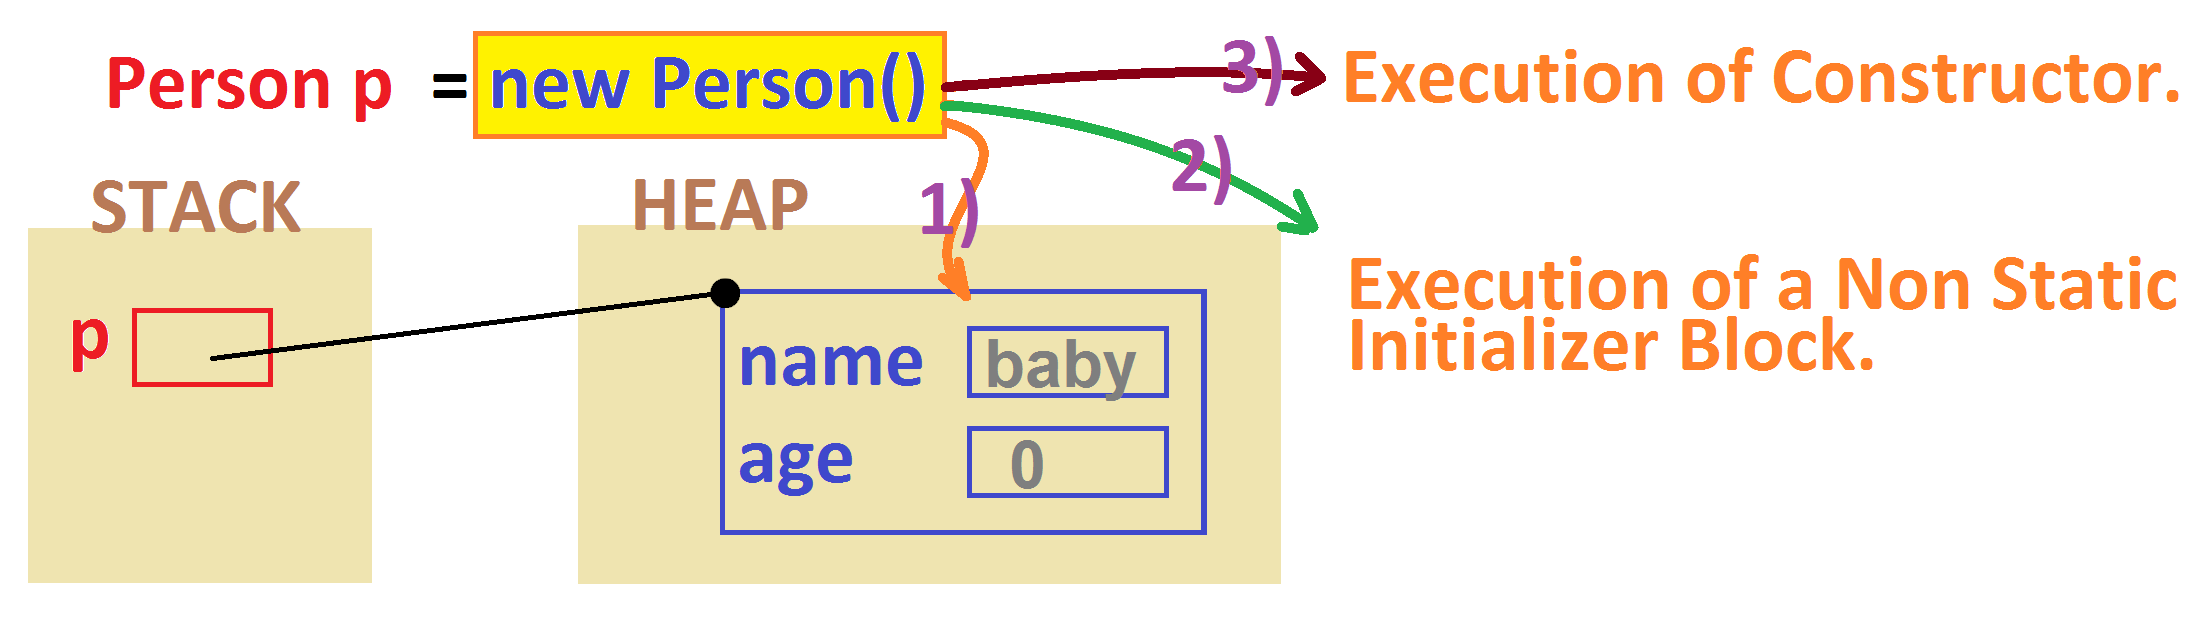 Person p = new Person()
3) Execution of Constructor.
2)
STACK
HEAP
1)
Execution of a Non Static
Initializer Block.
p
name baby
age 0